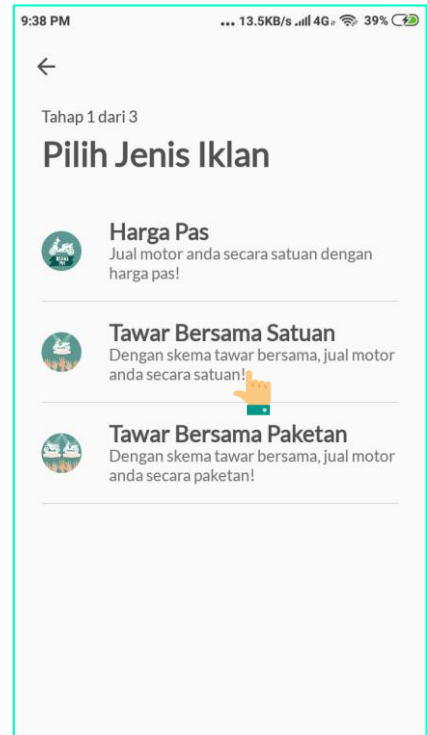 9:38 PM ... 13.5KB/s 4G 39%
Tahap 1 dari 3
Pilih Jenis Iklan
Harga Pas
Jual motor anda secara satuan dengan
harga pas!
Tawar Bersama Satuan
Dengan skema tawar bersama, jual motor
anda secara satuan!
Tawar Bersama Paketan
Dengan skema tawar bersama, jual motor
anda secara paketan!